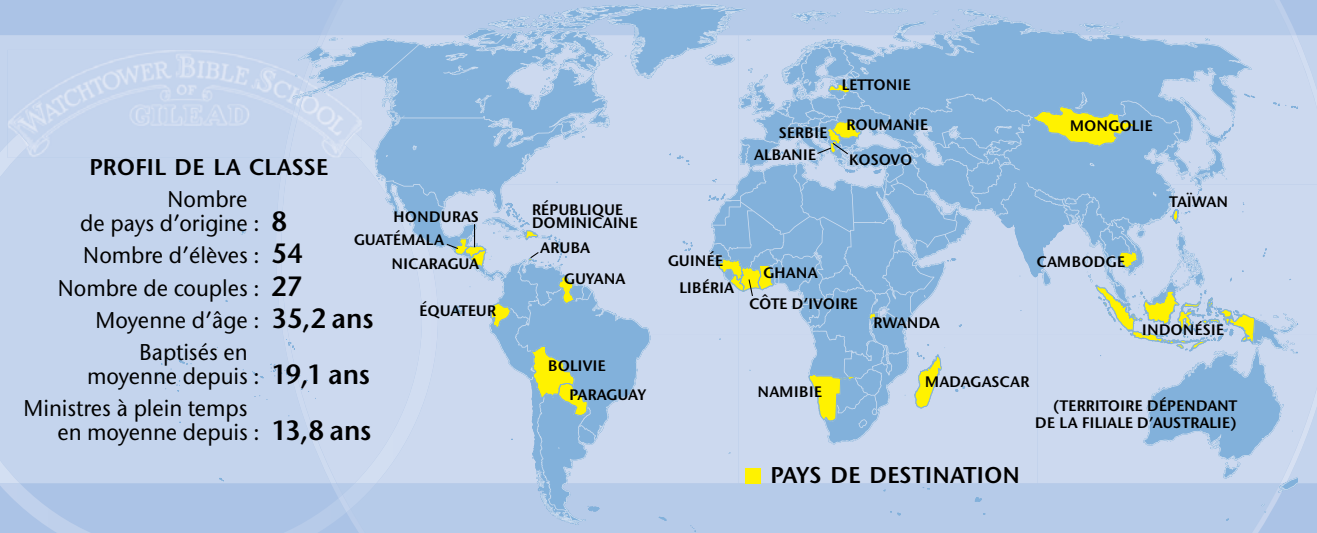 WATCHTOWER BIBLE SCHOOL
OF
GILEAD
PROFIL DE LA CLASSE
Nombre
de pays d'origine : 8
Nombre d'élèves : 54
Nombre de couples : 27
Moyenne d'âge : 35,2 ans
Baptisés en
moyenne depuis : 19,1 ans
Ministres à plein temps
en moyenne depuis : 13,8 ans
HONDURAS
GUATÉMALA
NICARAGUA
RÉPUBLIQUE
DOMINICAINE
ARUBA
GUYANA
ÉQUATEUR
BOLIVIE
PARAGUAY
LETTONIE
SERBIE
ROUMANIE
ALBANIE
KOSOVO
MONGOLIE
TAÏWAN
GUINÉE
GHANA
LIBÉRIA
CÔTE D'IVOIRE
CAMBODGE
RWANDA
INDONÉSIE
NAMIBIE
MADAGASCAR
(TERRITOIRE DÉPENDANT
DE LA FILIALE D'AUSTRALIE)
PAYS DE DESTINATION